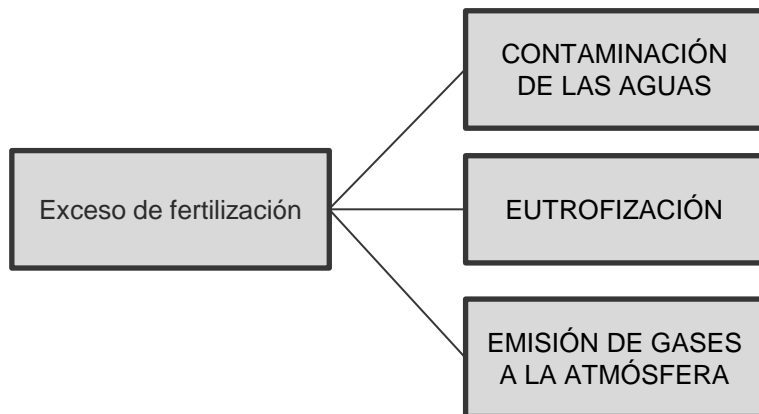 Exceso de fertilización
CONTAMINACIÓN
DE LAS AGUAS
EUTROFIZACIÓN
EMISIÓN DE GASES
A LA ATMÓSFERA